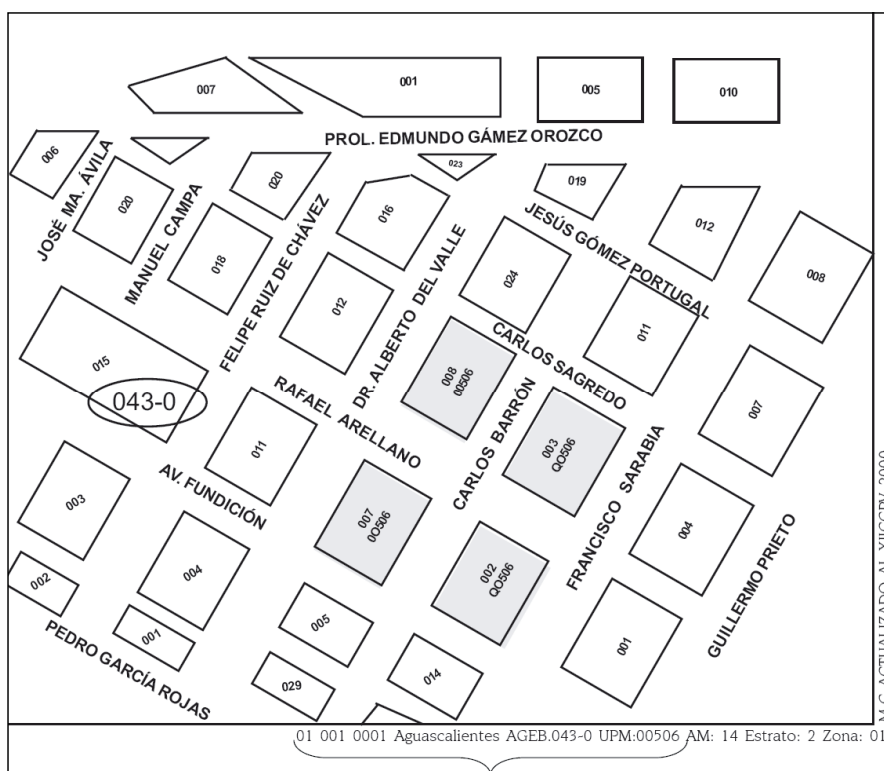 007
001
005
010
PROL. EDMUNDO GÁMEZ OROZCO
006
JOSÉ MA. ÁVILA
020
MANUEL CAMPA
018
020
FELIPE RUIZ DE CHÁVEZ
016
023
019
JESÚS GÓMEZ PORTUGAL
012
008
012
DR. ALBERTO DEL VALLE
024
011
CARLOS SAGREDO
015
043-0
RAFAEL ARELLANO
008
00506
CARLOS BARRÓN
003
QO506
FRANCISCO SARABIA
007
011
AV. FUNDICIÓN
003
007
0O506
002
QO506
004
GUILLERMO PRIETO
002
004
001
005
029
014
001
PEDRO GARCÍA ROJAS
M.C. ACTUALIZADO AL XIICGPV, 2000
01 001 0001 Aguascalientes AGEB.043-0 UPM:00506 AM: 14 Estrato: 2 Zona: 01